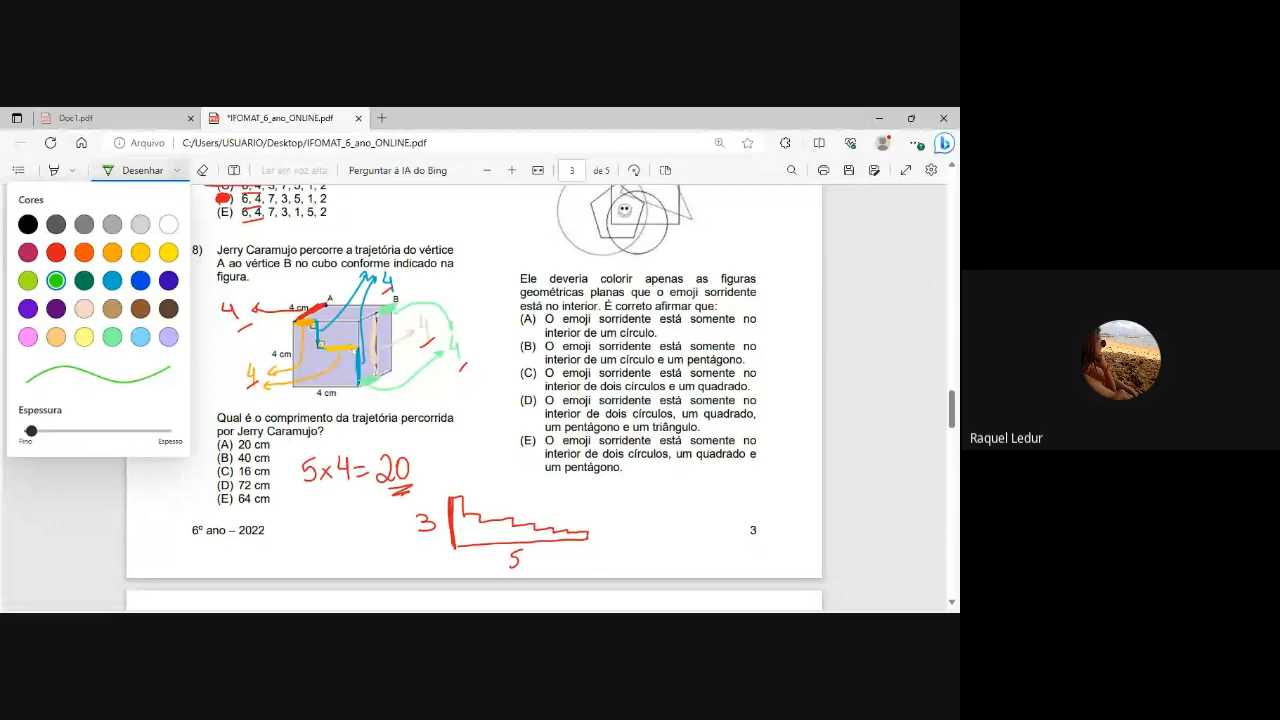 Doc1.pdf
*IFOMAT_6_ano_ONLINE.pdf
Arquivo
C:/Users/USUARIO/Desktop/IFOMAT_6_ano_ONLINE.pdf
Desenhar
Ler em voz alta
Perguntar à IA do Bing
3
de 5
Cores
Espessura
Fino
Espesso
6, 4, 7, 3, 5, 1, 2
(E) 6, 4, 7, 3, 1, 5, 2
8) Jerry Caramujo percorre a trajetória do vértice
A ao vértice B no cubo conforme indicado na
figura.
4
4 cm
A
B
4
4
4
4 cm
4
4 cm
Qual é o comprimento da trajetória percorrida
por Jerry Caramujo?
(A) 20 cm
(B) 40 cm
(C) 16 cm
(D) 72 cm
(E) 64 cm
5x4=20
3
5
6º ano – 2022
Ele deveria colorir apenas as figuras
geométricas planas que o emoji sorridente
está no interior. É correto afirmar que:
(A) O emoji sorridente está somente no
interior de um círculo.
(B) O emoji sorridente está somente no
interior de um círculo e um pentágono.
(C) O emoji sorridente está somente no
interior de dois círculos e um quadrado.
(D) O emoji sorridente está somente no
interior de dois círculos, um quadrado,
um pentágono e um triângulo.
(E) O emoji sorridente está somente no
interior de dois círculos, um quadrado e
um pentágono.
3
Raquel Ledur